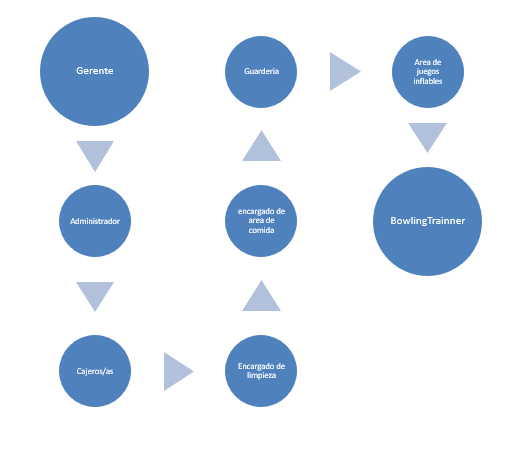 Gerente
Administrador
Cajeros/as
Encargado de
limpieza
encargado de
area de
comida
Guarderia
Area de
juegos
inflables
BowlingTrainner